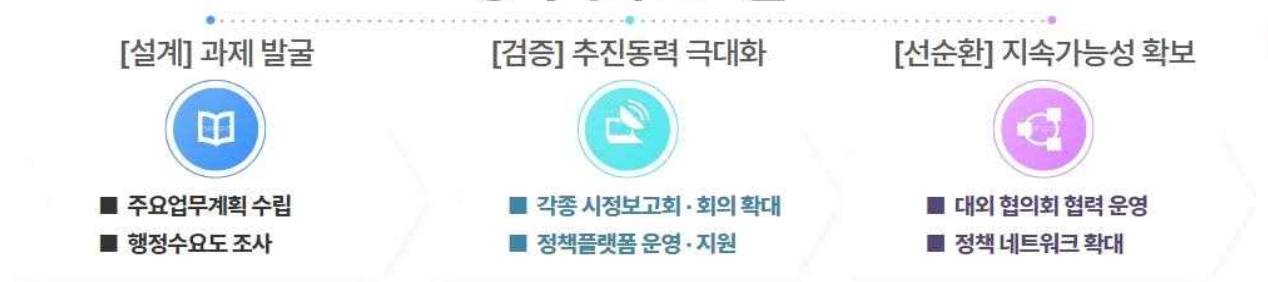 [설계] 과제 발굴
[검증] 추진동력 극대화
[선순환] 지속가능성 확보
■ 주요업무계획 수립
■ 행정수요도 조사
■ 각종 시정보고회 · 회의 확대
■ 정책플랫폼 운영 · 지원
■ 대외 협의회 협력 운영
■ 정책 네트워크 확대